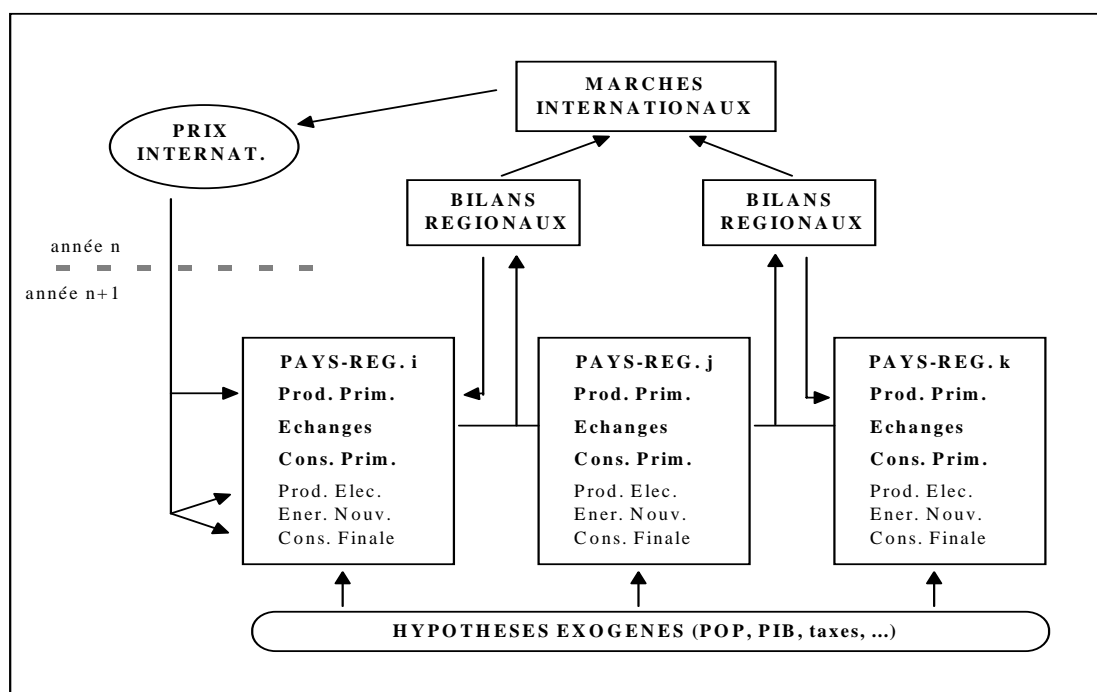 MARCHES
INTERNATIONAUX
PRIX
INTERNAT.
BILANS
REGIONAUX
BILANS
REGIONAUX
année n
année n+1
PAYS-REG. i
Prod. Prim.
Echanges
Cons. Prim.
Prod. Elec.
Ener. Nouv.
Cons. Finale
PAYS-REG. j
Prod. Prim.
Echanges
Cons. Prim.
Prod. Elec.
Ener. Nouv.
Cons. Finale
PAYS-REG. k
Prod. Prim.
Echanges
Cons. Prim.
Prod. Elec.
Ener. Nouv.
Cons. Finale
HYPOTHESES EXOGENES (POP, PIB, taxes, ...)